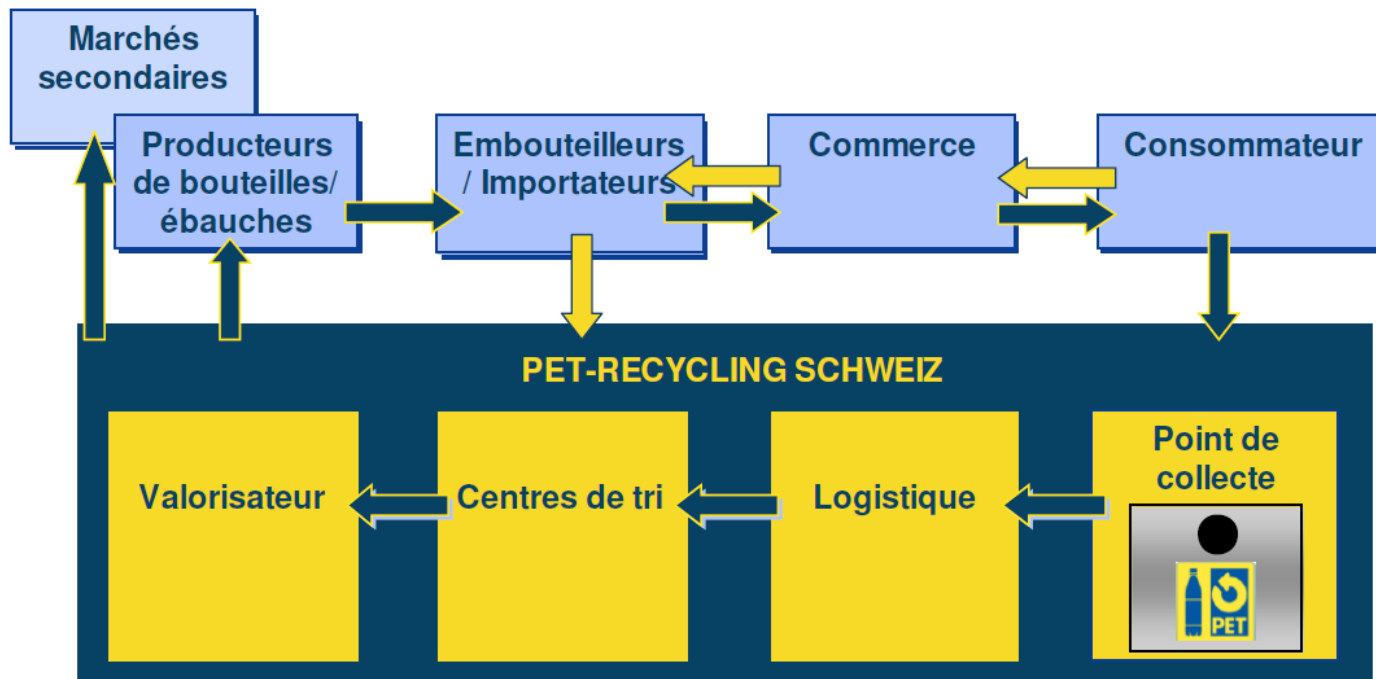 Marchés
secondaires
Producteurs
de bouteilles/
ébauches
Embouteilleurs
/ Importateurs
Commerce
Consommateur
PET-RECYCLING SCHWEIZ
Valorisateur
Centres de tri
Logistique
Point de
collecte
PET